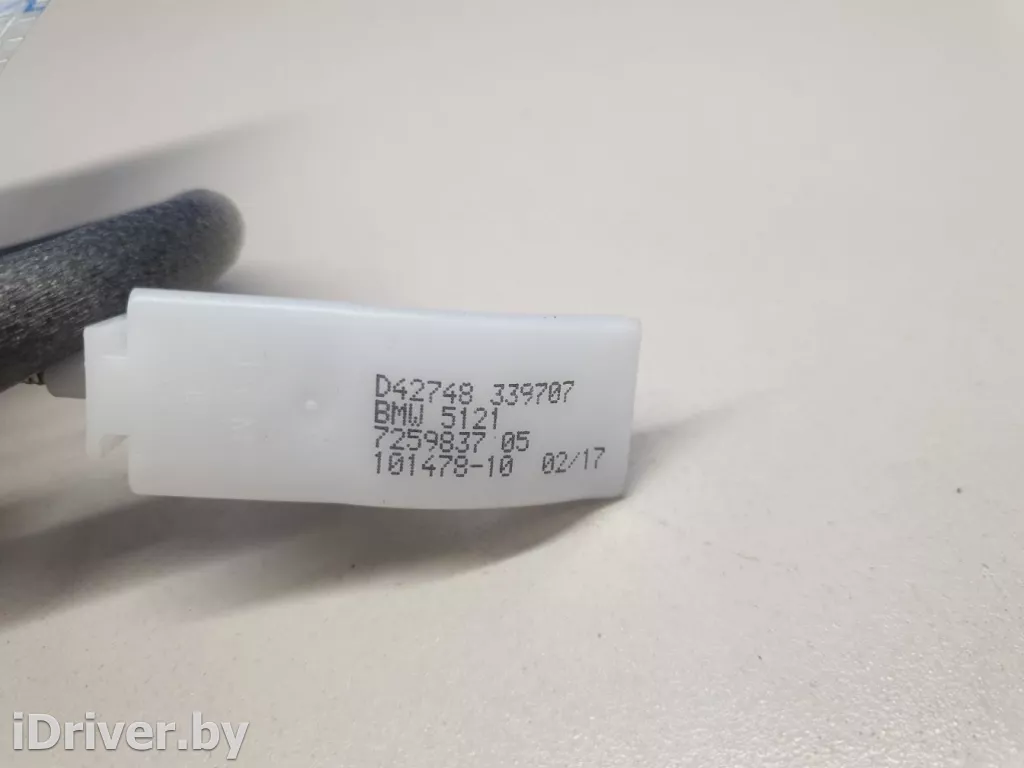 D42748 339707
BMW 5121
7259837 05
101478-10 02/17
iDriver.by